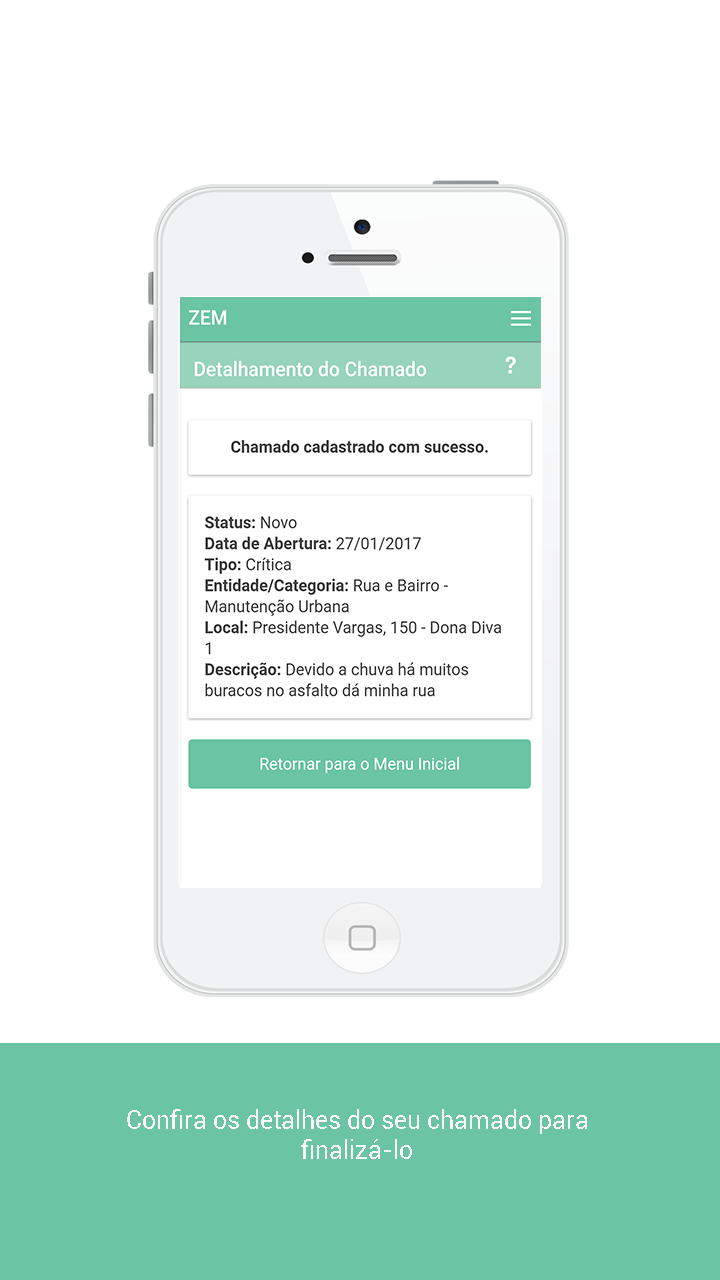 ZEM
Detalhamento do Chamado ?
Chamado cadastrado com sucesso.
Status: Novo
Data de Abertura: 27/01/2017
Tipo: Crítica
Entidade/Categoria: Rua e Bairro -
Manutenção Urbana
Local: Presidente Vargas, 150 - Dona Diva
1
Descrição: Devido a chuva há muitos
buracos no asfalto dá minha rua
Retornar para o Menu Inicial
Confira os detalhes do seu chamado para
finalizá-lo